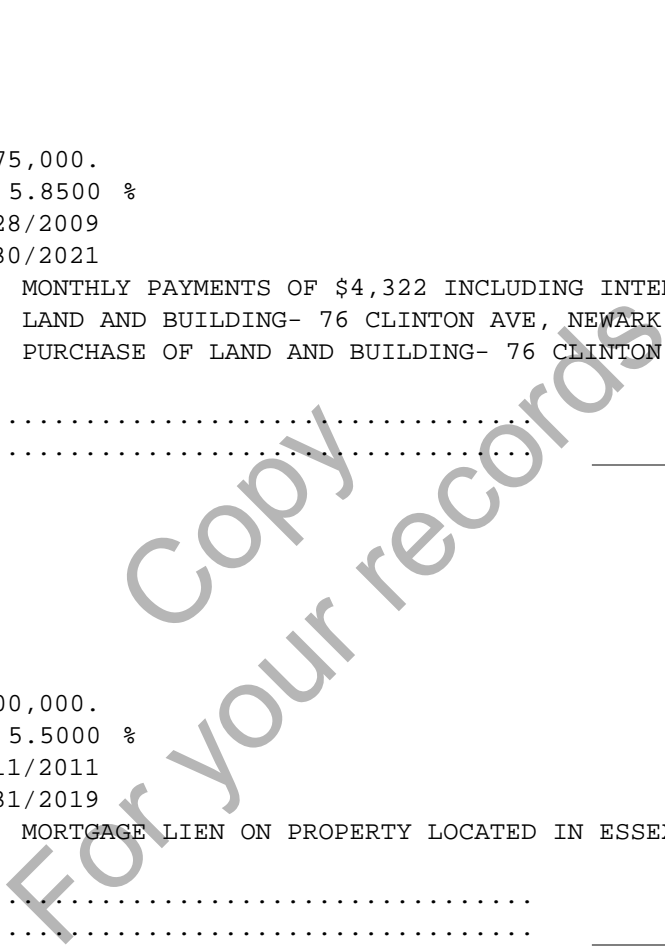 75,000.
5.8500 %
28/2009
30/2021
MONTHLY PAYMENTS OF $4,322 INCLUDING INTE
LAND AND BUILDING- 76 CLINTON AVE, NEWARK
PURCHASE OF LAND AND BUILDING- 76 CLINTON
..................................
..................................
Copy
For your records
00,000.
5.5000 %
11/2011
31/2019
MORTGAGE LIEN ON PROPERTY LOCATED IN ESSEX
..................................
..................................